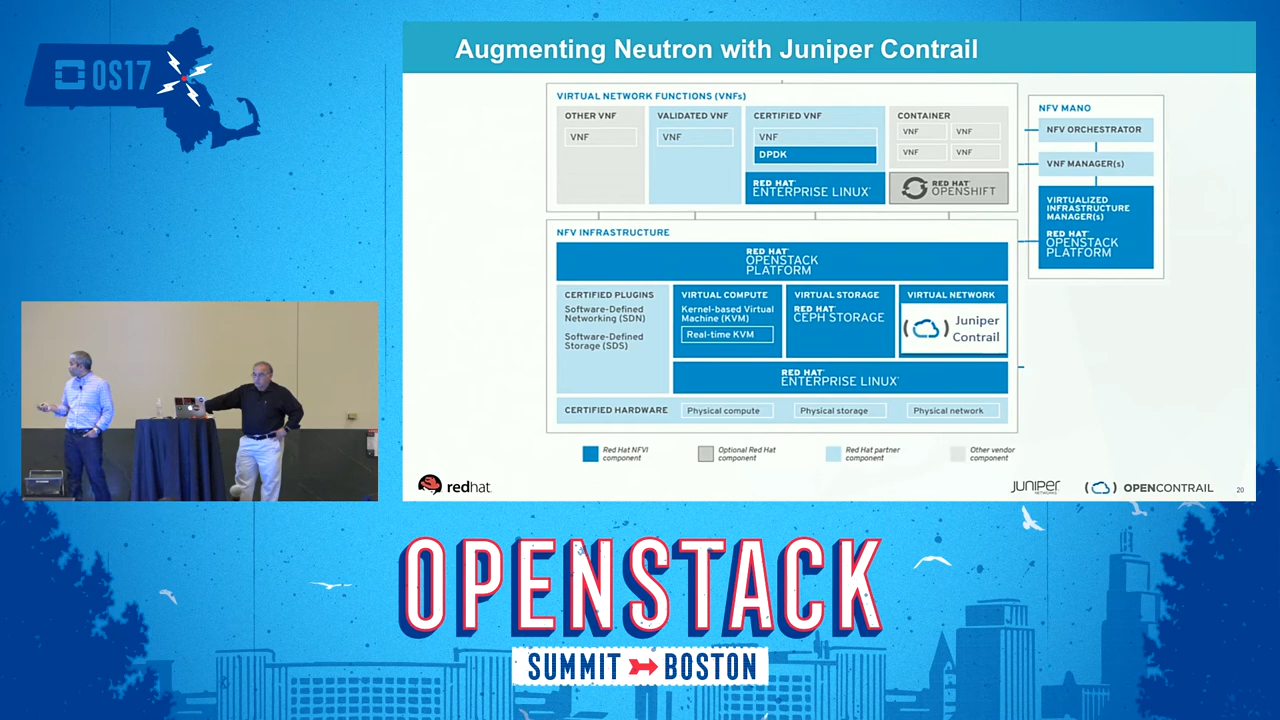 OS17
Augmenting Neutron with Juniper Contrail
VIRTUAL NETWORK FUNCTIONS (VNFs)
OTHER VNF
VNF
VALIDATED VNF
VNF
CERTIFIED VNF
VNF
DPDK
RED HAT
ENTERPRISE LINUX
CONTAINER
VNF VNF
VNF VNF
RED HAT
OPENSHIFT
NFV MANO
NFV ORCHESTRATOR
VNF MANAGER(s)
VIRTUALIZED
INFRASTRUCTURE
MANAGER(s)
RED HAT
OPENSTACK
PLATFORM
NFV INFRASTRUCTURE
RED HAT
OPENSTACK
PLATFORM
CERTIFIED PLUGINS
Software-Defined
Networking (SDN)
Software-Defined
Storage (SDS)
VIRTUAL COMPUTE
Kernel-based Virtual
Machine (KVM)
Real-time KVM
VIRTUAL STORAGE
RED HAT
CEPH STORAGE
VIRTUAL NETWORK
Juniper
Contrail
RED HAT
ENTERPRISE LINUX
CERTIFIED HARDWARE
Physical compute
Physical storage
Physical network
Red Hat NFVI
component
Optional Red Hat
component
Red Hat partner
component
Other vendor
component
redhat
JUNIPER
NETWORKS
OPENCONTRAIL
20
OPENSTACK
SUMMIT BOSTON